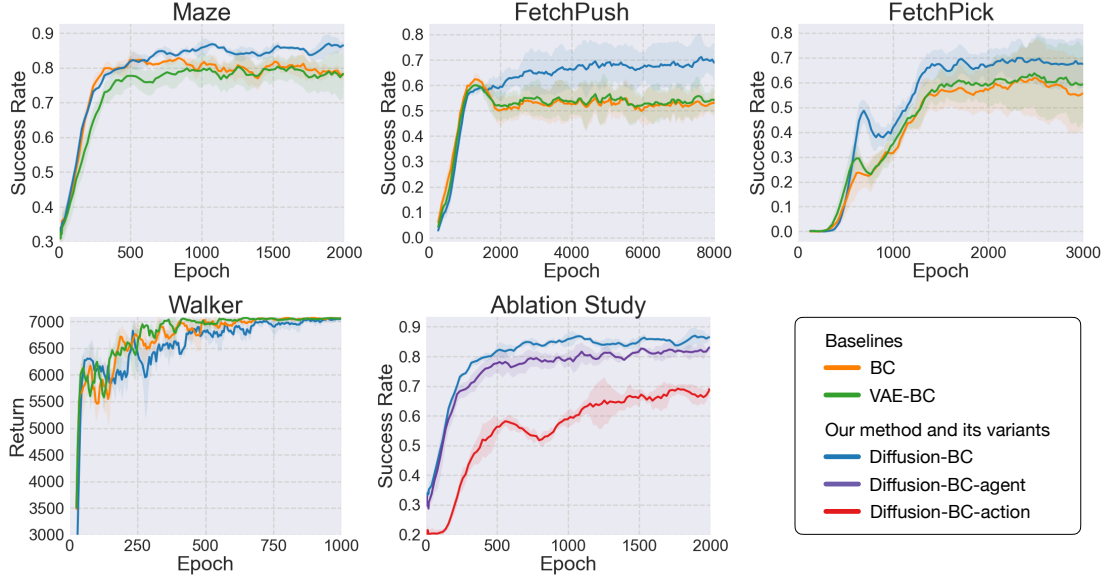 Maze
FetchPush
FetchPick
Success Rate
0.9
0.8
0.7
0.6
0.5
0.4
0.3
0 500 1000 1500 2000
Epoch
Success Rate
0.8
0.7
0.6
0.5
0.4
0.3
0.2
0.1
0.0
0 2000 4000 6000 8000
Epoch
Success Rate
0.8
0.7
0.6
0.5
0.4
0.3
0.2
0.1
0.0
0 1000 2000 3000
Epoch
Walker
Return
7000
6500
6000
5500
5000
4500
4000
3500
3000
0 250 500 750 1000
Epoch
Ablation Study
Success Rate
0.9
0.8
0.7
0.6
0.5
0.4
0.3
0.2
0 500 1000 1500 2000
Epoch
Baselines
BC
VAE-BC
Our method and its variants
Diffusion-BC
Diffusion-BC-agent
Diffusion-BC-action